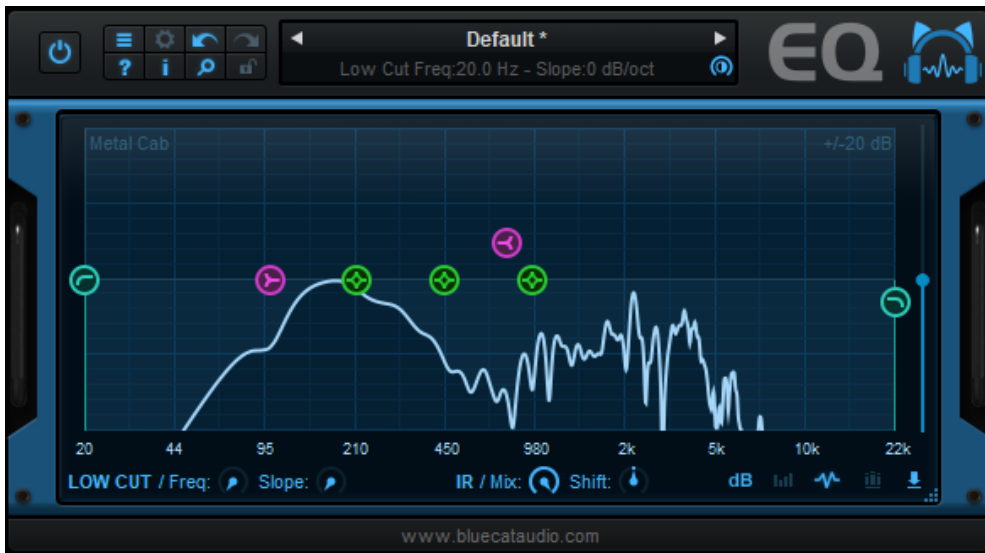 Default *
Low Cut Freq:20.0 Hz - Slope:0 dB/oct
EQ
? i
Metal Cab +/-20 dB
20 44 95 210 450 980 2k 5k 10k 22k
LOW CUT / Freq: Slope: IR / Mix: Shift: dB
www.bluecataudio.com